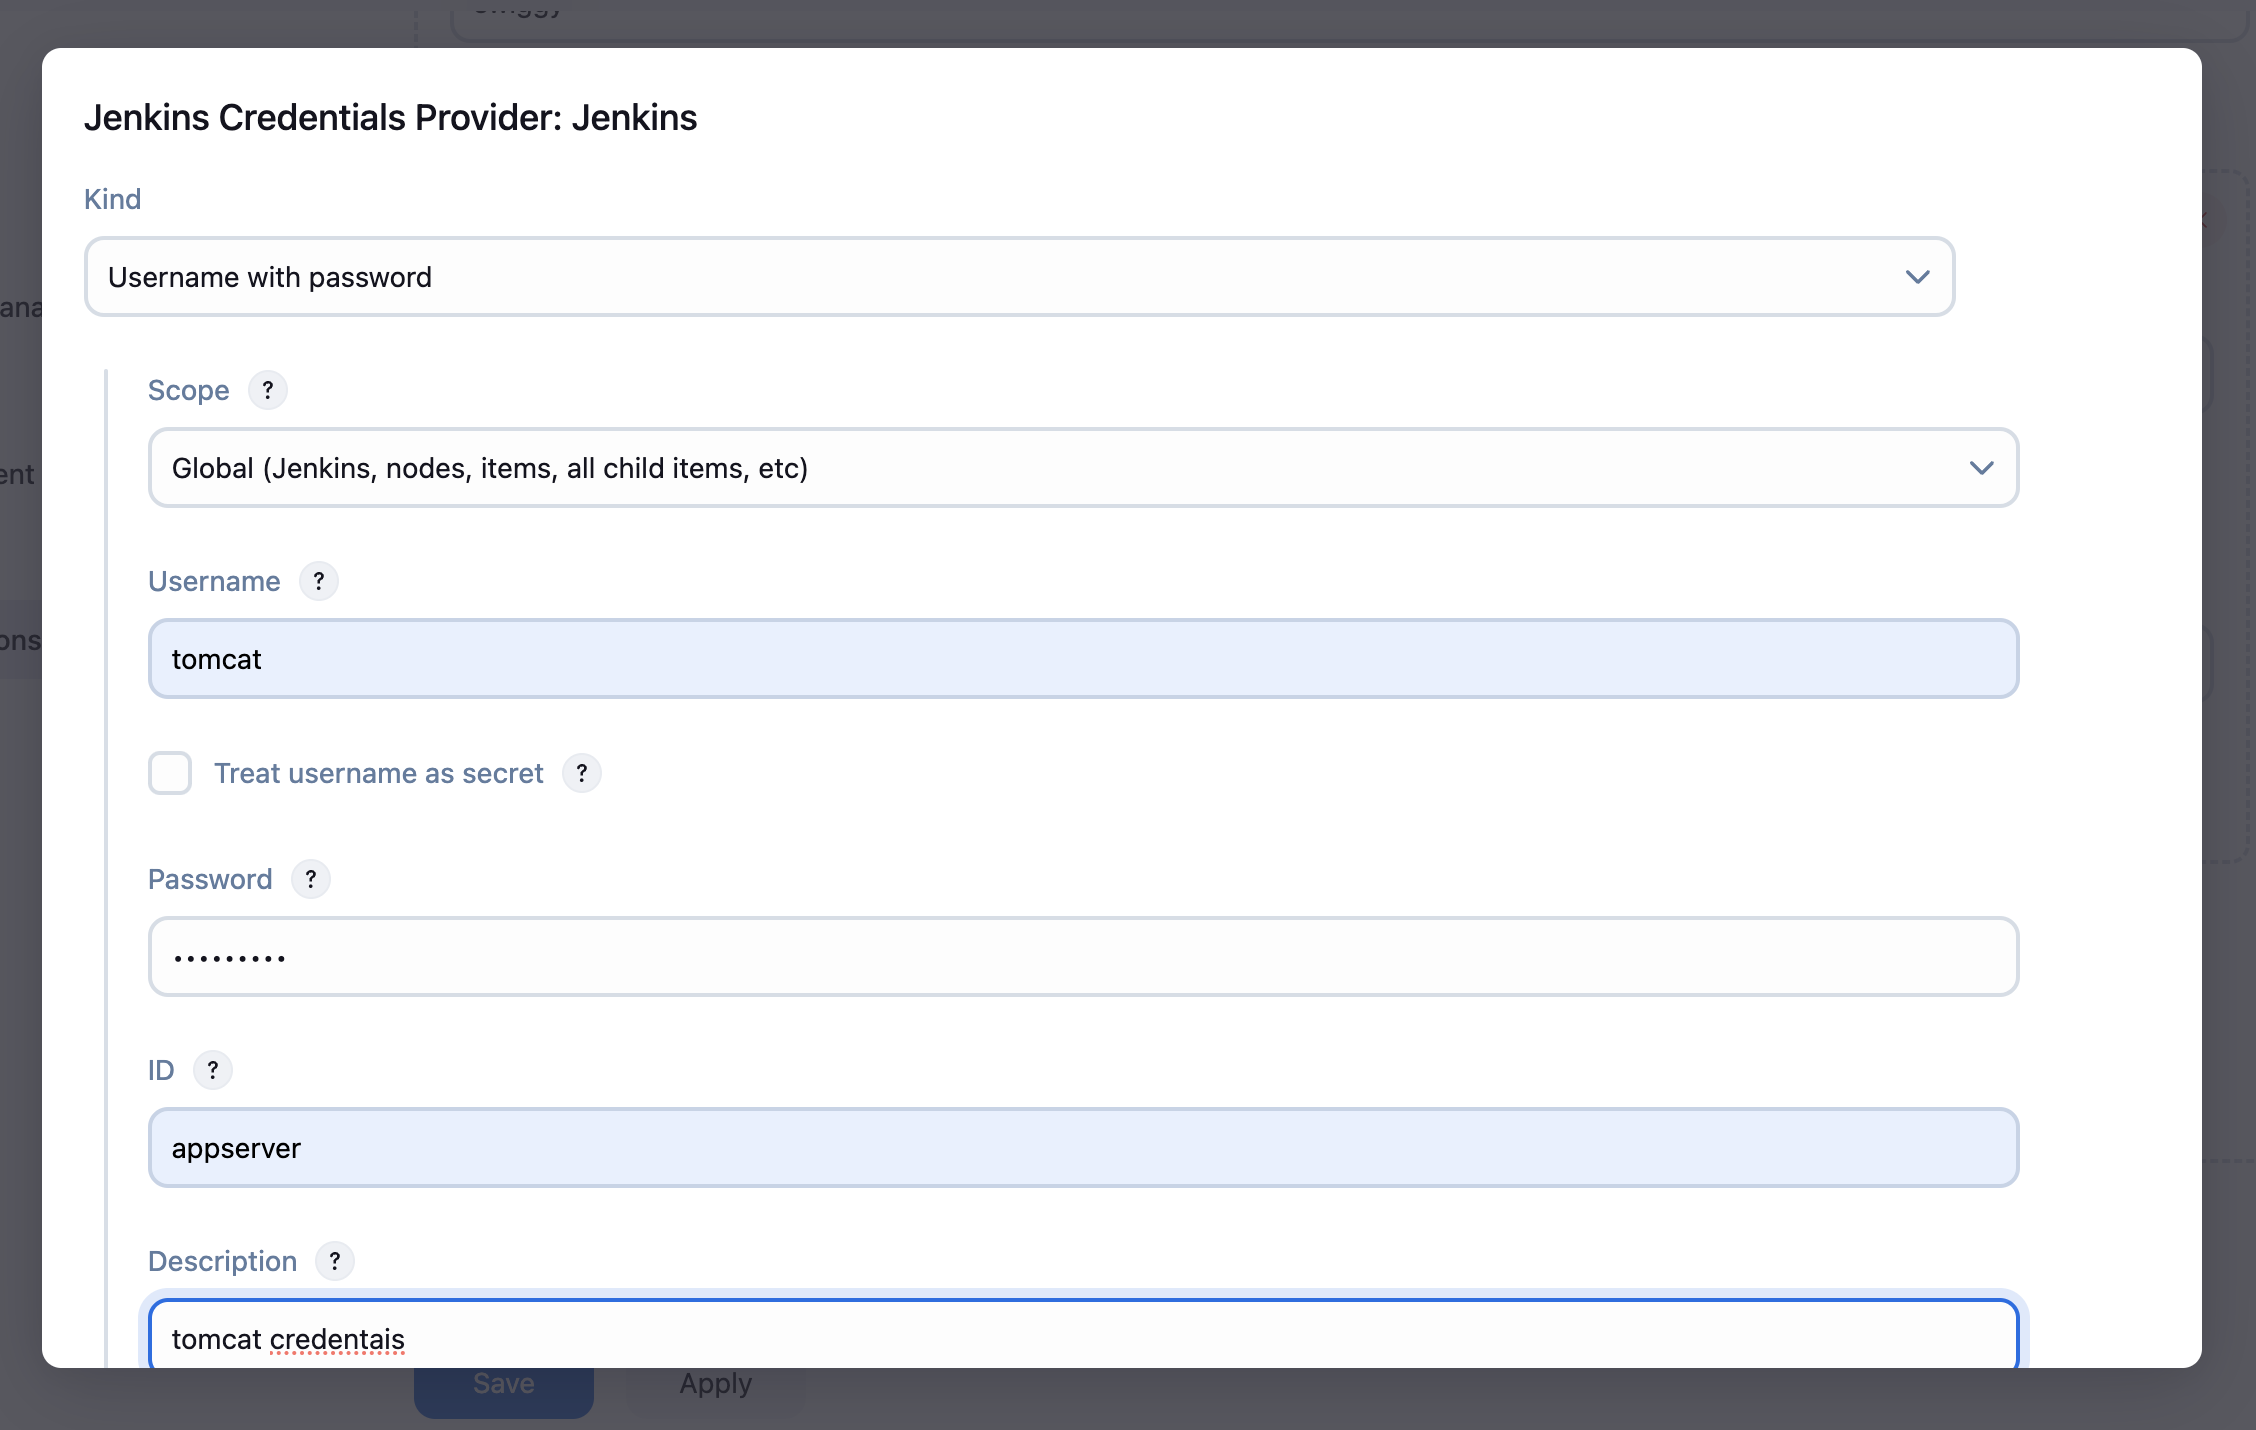 Jenkins Credentials Provider: Jenkins
Kind
Username with password
Scope ?
Global (Jenkins, nodes, items, all child items, etc)
Username ?
tomcat
Treat username as secret ?
Password ?
•••••••••
ID ?
appserver
Description ?
tomcat credentais
Save Apply